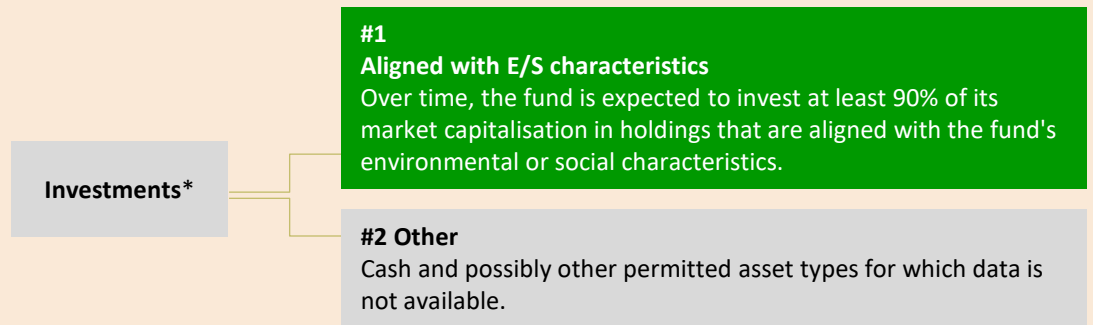 #1
Aligned with E/S characteristics
Over time, the fund is expected to invest at least 90% of its
market capitalisation in holdings that are aligned with the fund's
environmental or social characteristics.
Investments*
#2 Other
Cash and possibly other permitted asset types for which data is
not available.